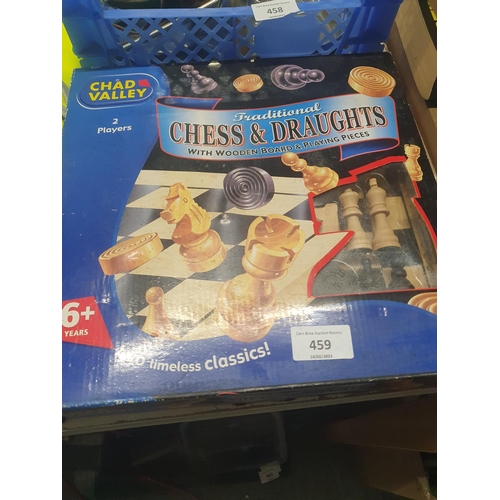 458
CHAD
VALLEY
2
Players
Traditional
CHESS & DRAUGHTS
WITH WOODEN BOARD & PLAYING PIECES
6+
YEARS
timeless classics!
459